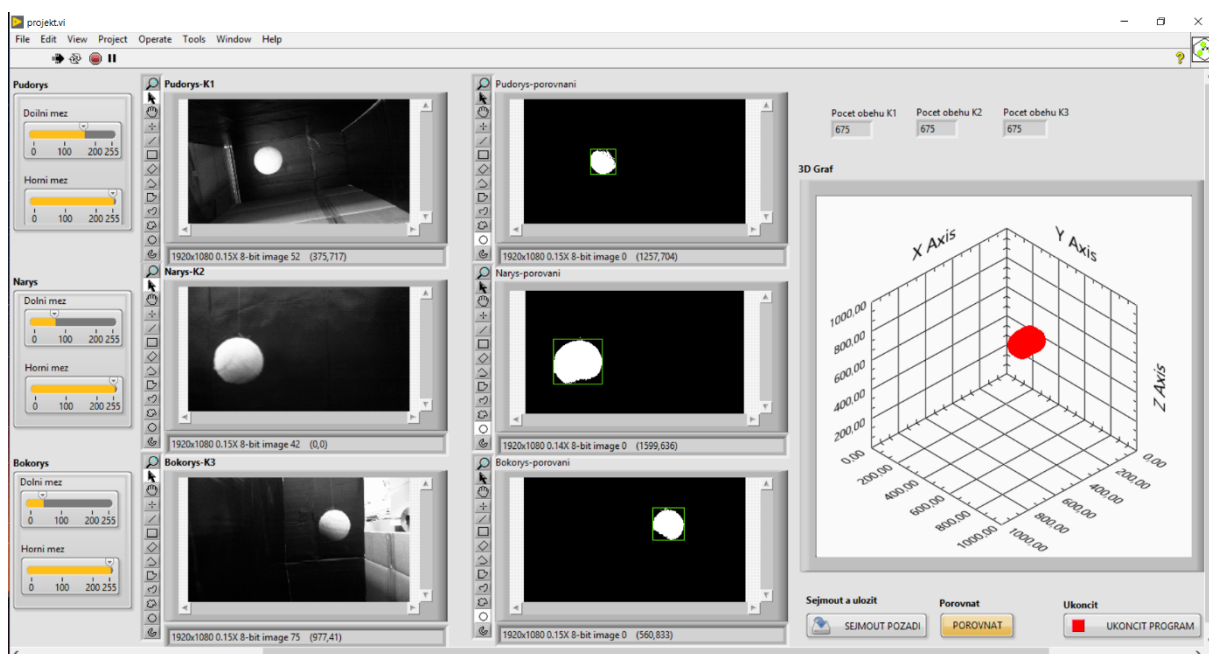 projekt.vi
File Edit View Project Operate Tools Window Help
Pudorys
Doilni mez
0 100 200 255
Horni mez
0 100 200 255
Pudorys-K1
1920x1080 0.15X 8-bit image 52 (375,717)
Pudorys-porovnani
1920x1080 0.15X 8-bit image 0 (1257,704)
Narys
Dolni mez
0 100 200 255
Horni mez
0 100 200 255
Narys-K2
1920x1080 0.15X 8-bit image 42 (0,0)
Narys-porovani
1920x1080 0.14X 8-bit image 0 (1599,636)
Bokorys
Dolni mez
0 100 200 255
Horni mez
0 100 200 255
Bokorys-K3
1920x1080 0.15X 8-bit image 75 (977,41)
Bokorys-porovani
1920x1080 0.15X 8-bit image 0 (560,833)
Pocet obehu K1 Pocet obehu K2 Pocet obehu K3
675 675 675
3D Graf
X Axis
Y Axis
Z Axis
1000,00
800,00
600,00
400,00
200,00
0,00
200,00
400,00
600,00
800,00
1000,00
0,00
200,00
400,00
600,00
800,00
1000,00
Sejmout a ulozit Porovnat Ukoncit
SEJMOUT POZADI POROVNAT UKONCIT PROGRAM